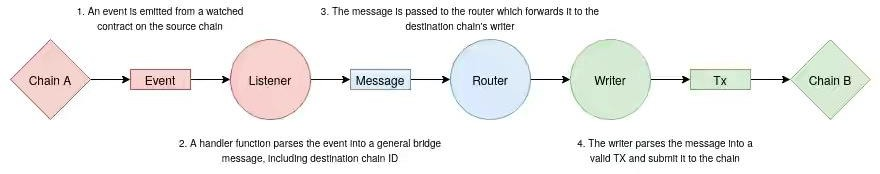 1. An event is emitted from a watched
contract on the source chain
3. The message is passed to the router which forwards it to the
destination chain's writer
Chain A
Event
Listener
Message
Router
Writer
Tx
Chain B
2. A handler function parses the event into a general bridge
message, including destination chain ID
4. The writer parses the message into a
valid TX and submit it to the chain